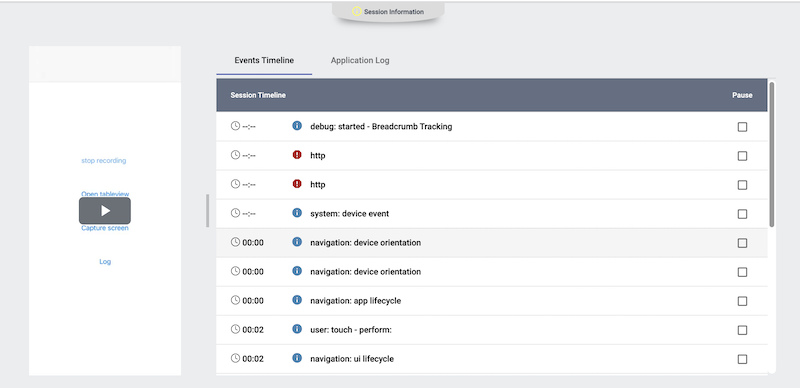 Session Information
stop recording
Open tableview
Capture screen
Log
Events Timeline
Application Log
Session Timeline Pause
--:-- debug: started - Breadcrumb Tracking
--:-- http
--:-- http
--:-- system: device event
00:00 navigation: device orientation
00:00 navigation: device orientation
00:00 navigation: app lifecycle
00:02 user: touch - perform:
00:02 navigation: ui lifecycle